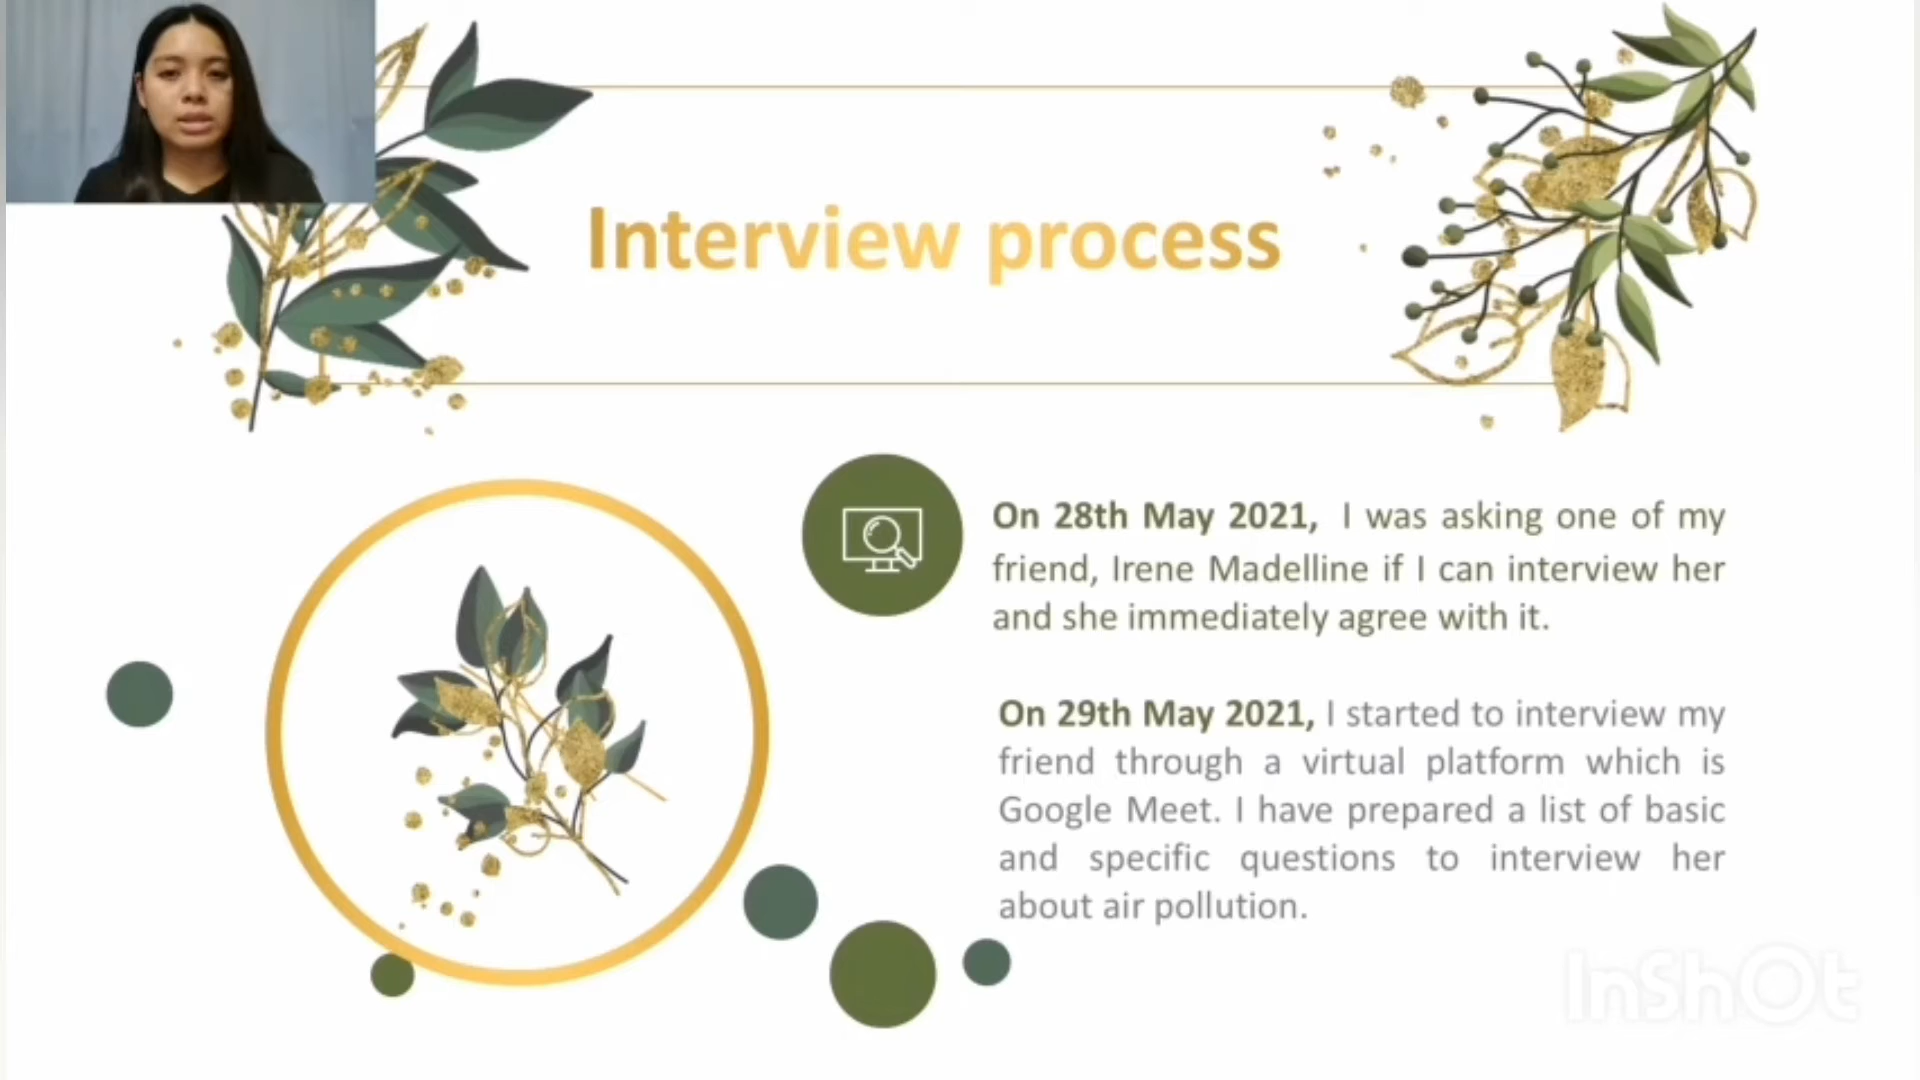 Interview process
On 28th May 2021, I was asking one of my
friend, Irene Madelline if I can interview her
and she immediately agree with it.
On 29th May 2021, I started to interview my
friend through a virtual platform which is
Google Meet. I have prepared a list of basic
and specific questions to interview her
about air pollution.
InShOt